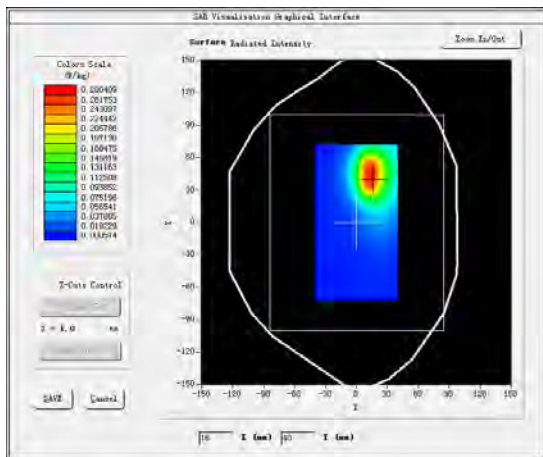 SAR Visualisation Graphical Interface
Surface Radiated Intensity
Zoom In/Out
Colors Scale
(W/kg)
0.280409
0.261753
0.243097
0.224442
0.205786
0.187130
0.168475
0.149819
0.131163
0.112508
0.093852
0.075196
0.056541
0.037885
0.019229
0.000574
Z-Cuts Control
SAVE
Cancel
150
120
90
60
30
0
-30
-60
-90
-120
-150
Y
-150 -120 -90 -60 -30 0 30 60 90 120 150
X
16 X (mm) 40 Y (mm)